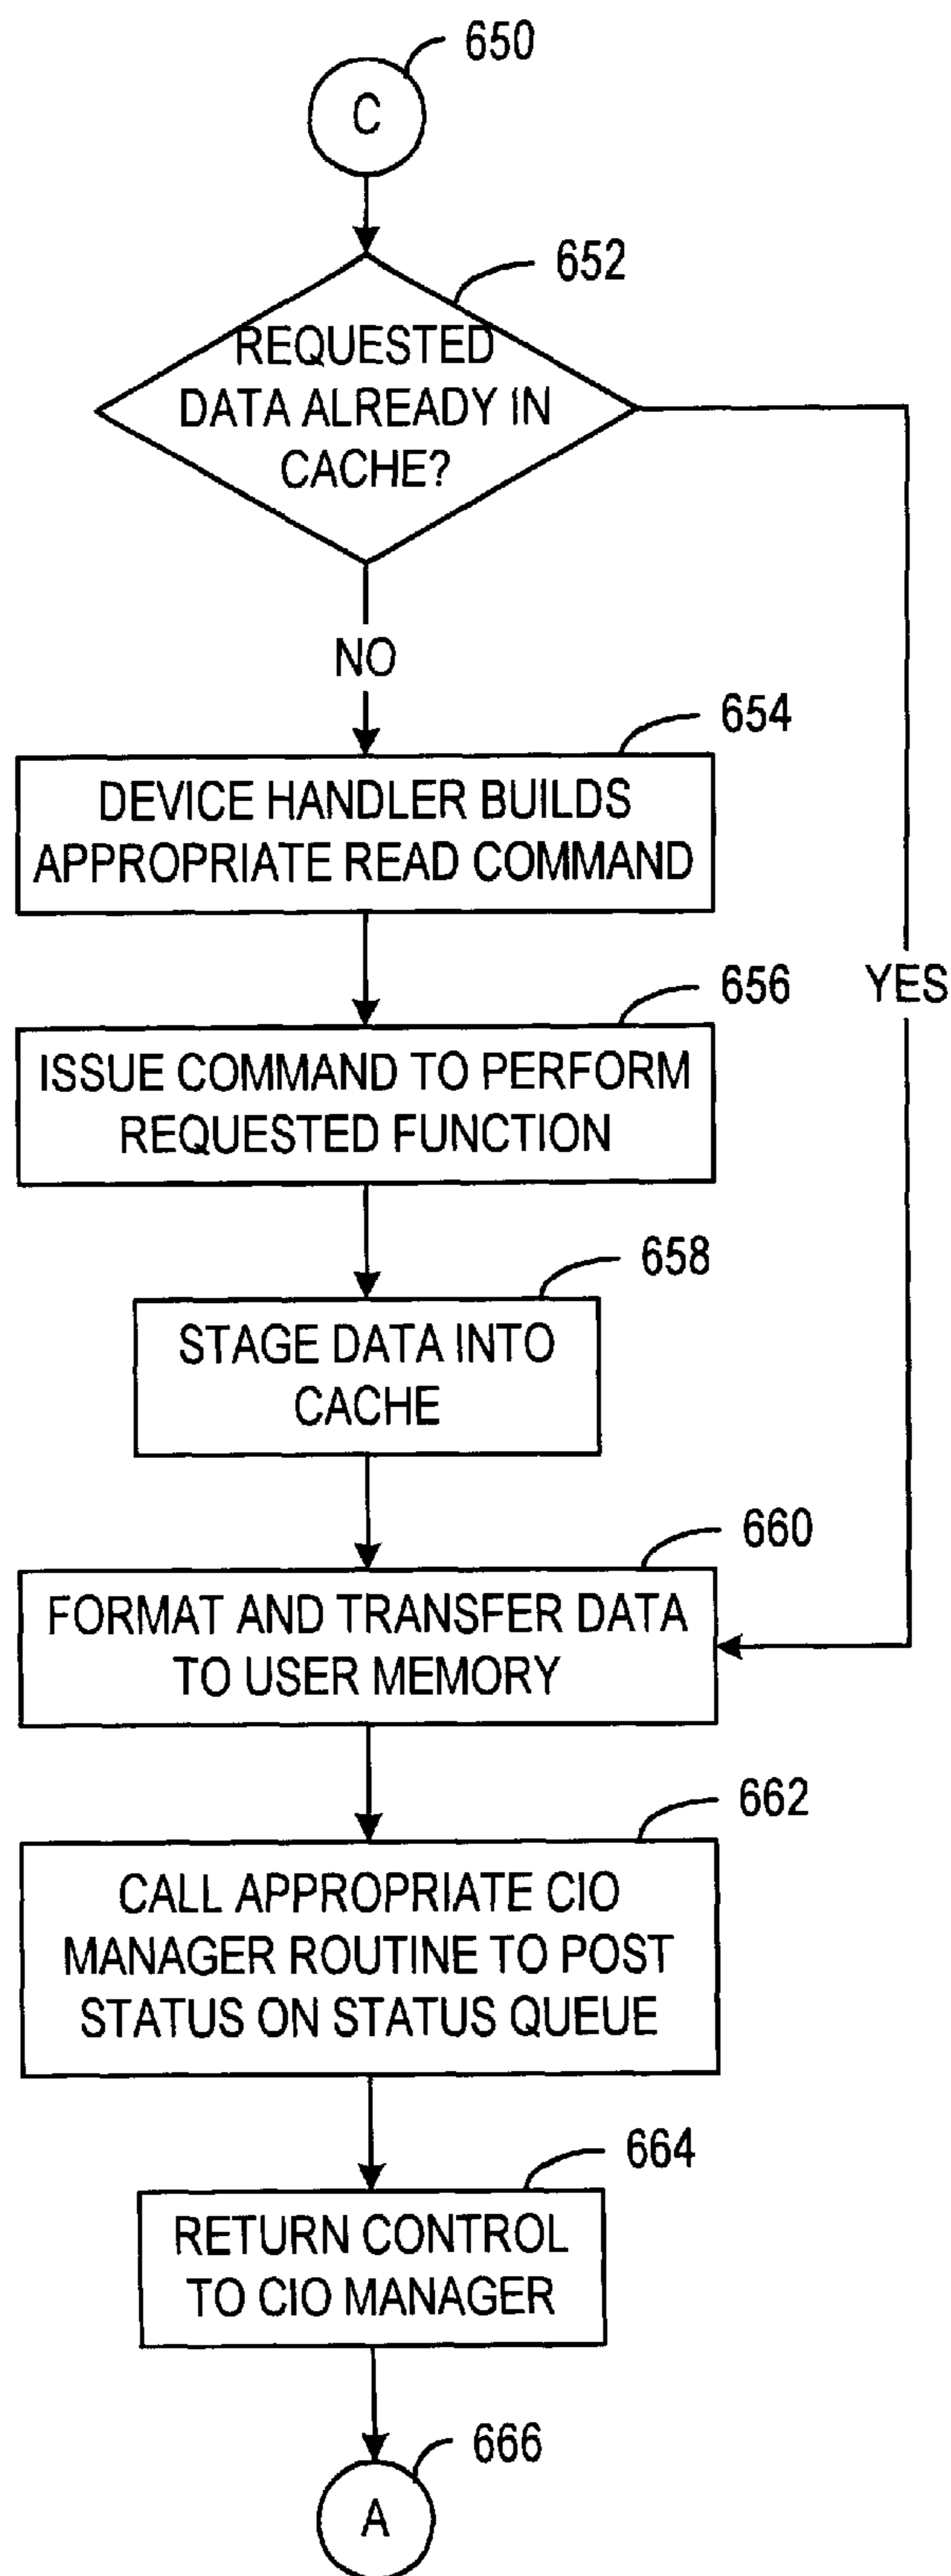 650
C
652
REQUESTED
DATA ALREADY IN
CACHE?
NO
654
DEVICE HANDLER BUILDS
APPROPRIATE READ COMMAND
656
YES
ISSUE COMMAND TO PERFORM
REQUESTED FUNCTION
658
STAGE DATA INTO
CACHE
660
FORMAT AND TRANSFER DATA
TO USER MEMORY
662
CALL APPROPRIATE CIO
MANAGER ROUTINE TO POST
STATUS ON STATUS QUEUE
664
RETURN CONTROL
TO CIO MANAGER
666
A